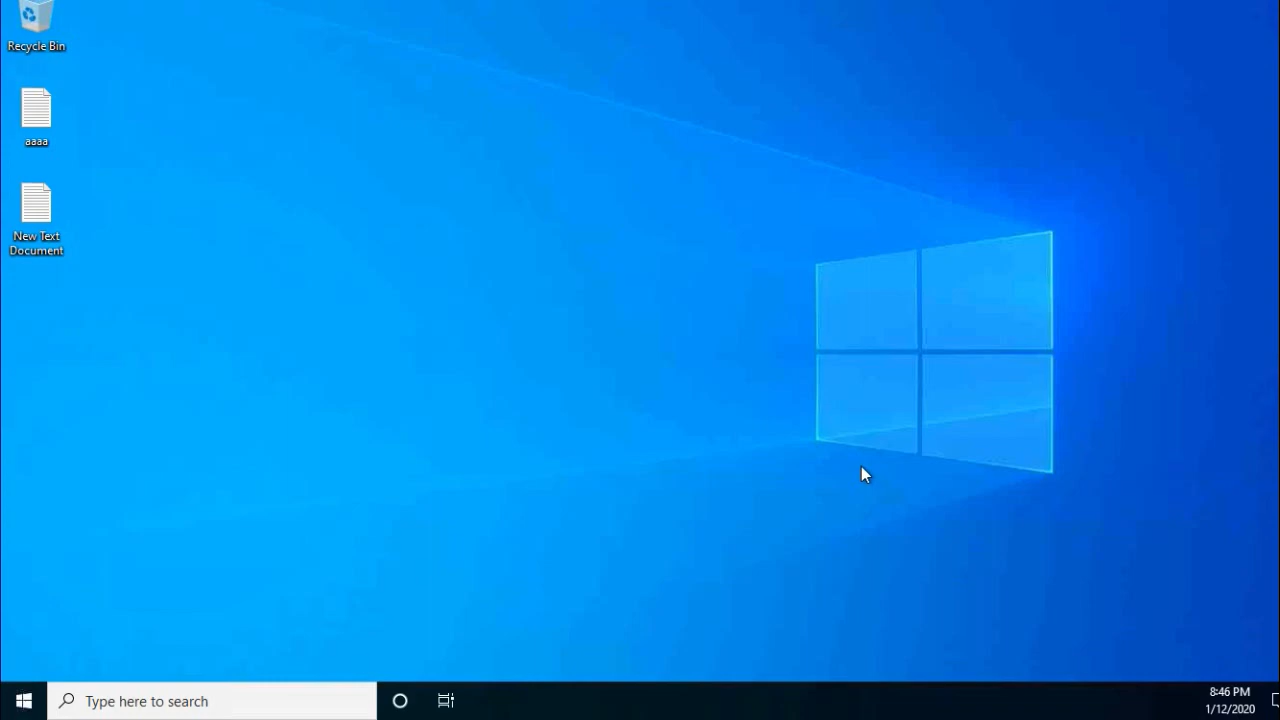 Recycle Bin
aaaa
New Text
Document
Type here to search
8:46 PM
1/12/2020